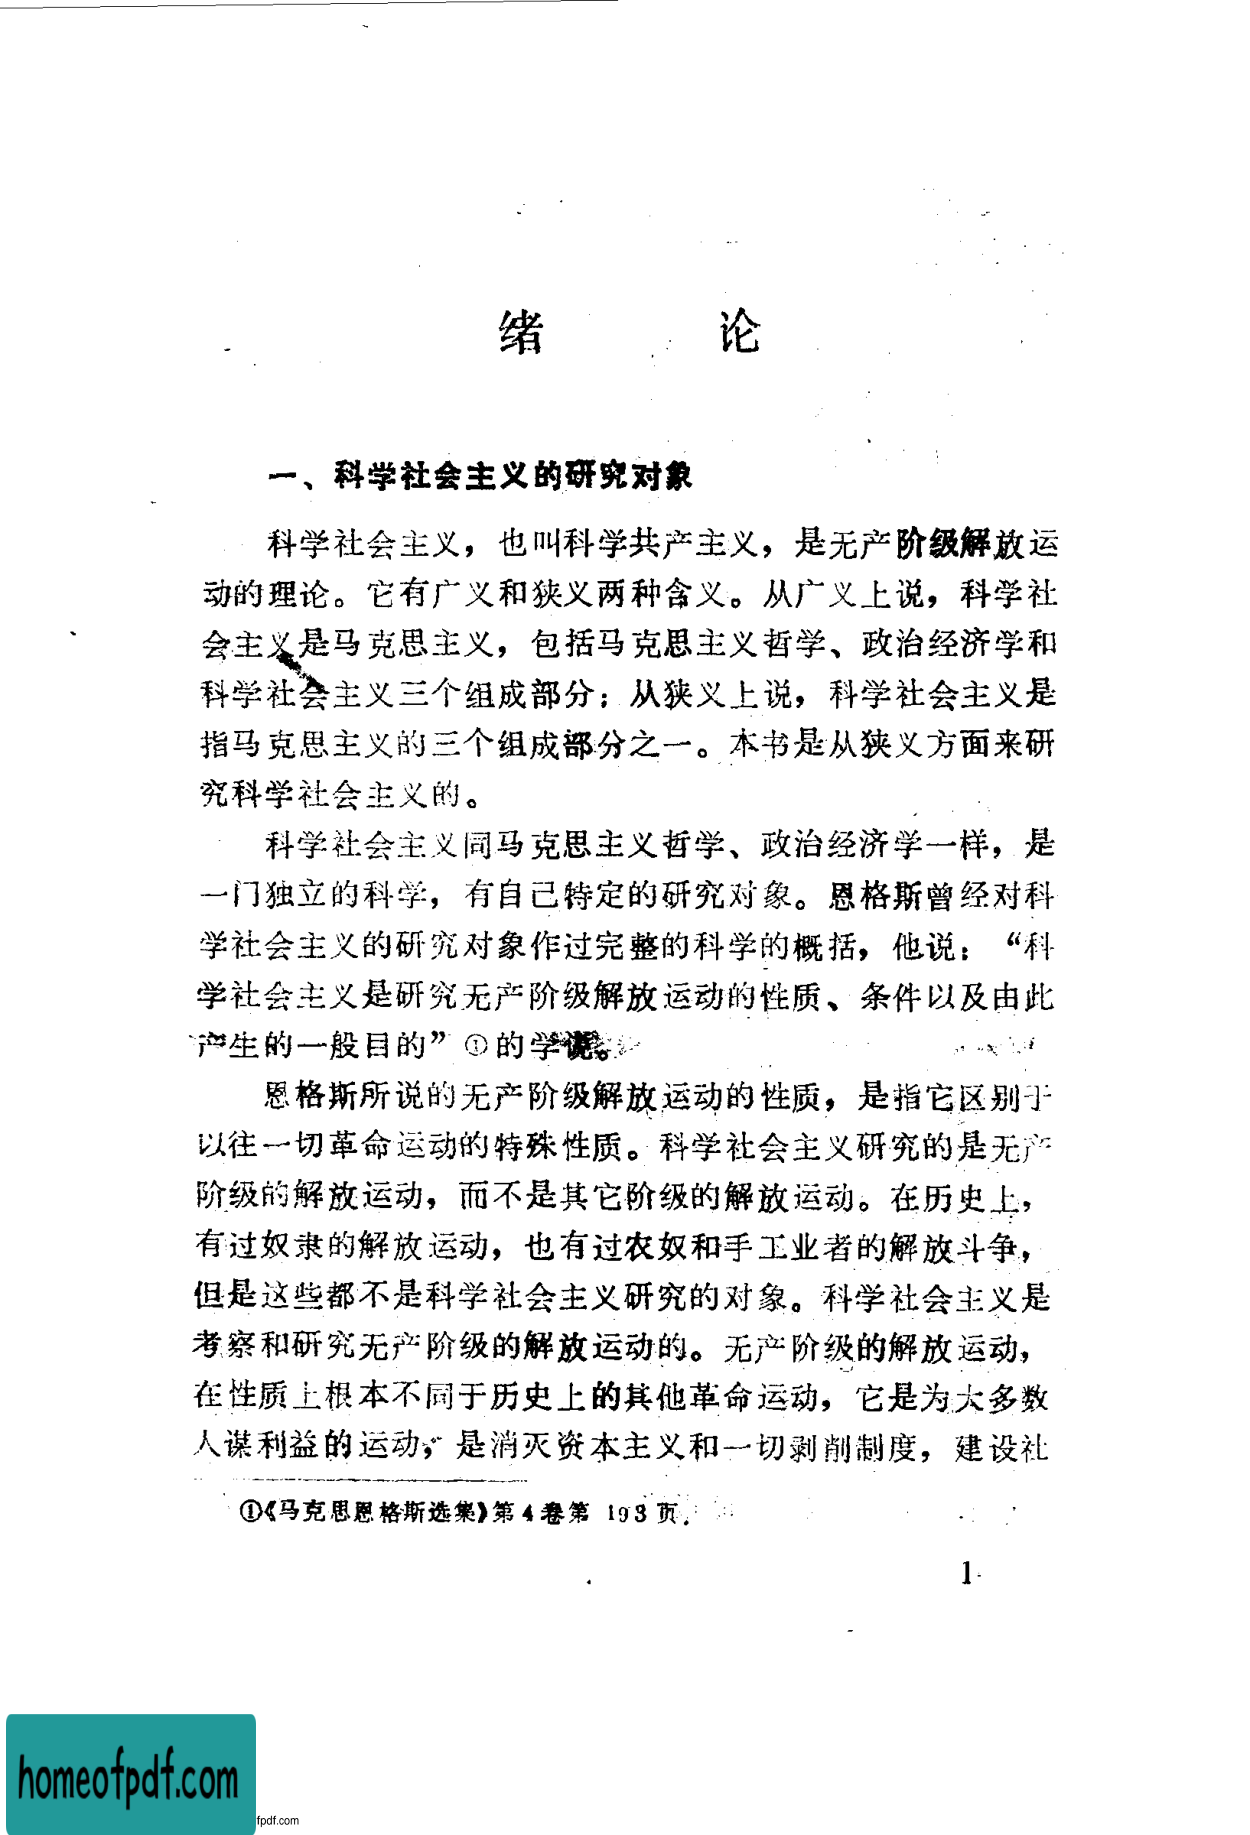 绪 论
一、科学社会主义的研究对象
科学社会主义，也叫科学共产主义，是无产阶级解放运
动的理论。它有广义和狭义两种含义。从广义上说，科学社
会主义是马克思主义，包括马克思主义哲学、政治经济学和
科学社会主义三个组成部分；从狭义上说，科学社会主义是
指马克思主义的三个组成部分之一。本书是从狭义方面来研
究科学社会主义的。
科学社会主义同马克思主义哲学、政治经济学一样，是
一门独立的科学，有自己特定的研究对象。恩格斯曾经对科
学社会主义的研究对象作过完整的科学的概括，他说：“科
学社会主义是研究无产阶级解放运动的性质、条件以及由此
产生的一般目的”①的学说。
恩格斯所说的无产阶级解放运动的性质，是指它区别于
以往一切革命运动的特殊性质。科学社会主义研究的是无产
阶级的解放运动，而不是其它阶级的解放运动。在历史上，
有过奴隶的解放运动，也有过农奴和手工业者的解放斗争，
但是这些都不是科学社会主义研究的对象。科学社会主义是
考察和研究无产阶级的解放运动的。无产阶级的解放运动，
在性质上根本不同于历史上的其他革命运动，它是为大多数
人谋利益的运动，是消灭资本主义和一切剥削制度，建设社
①《马克思恩格斯选集》第4卷第 193页.
1
homeofpdf.com
fpdf.com